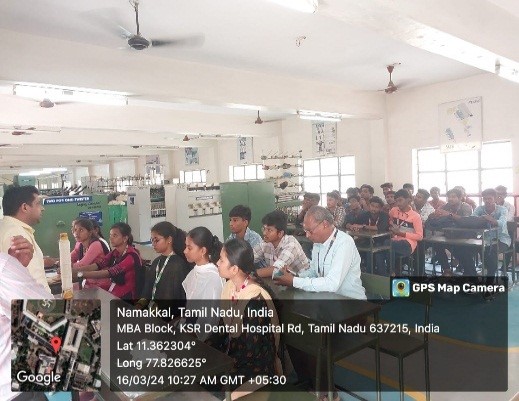 GPS Map Camera
Namakkal, Tamil Nadu, India
MBA Block, KSR Dental Hospital Rd, Tamil Nadu 637215, India
Lat 11.362304°
Long 77.826625°
16/03/24 10:27 AM GMT +05:30
Google